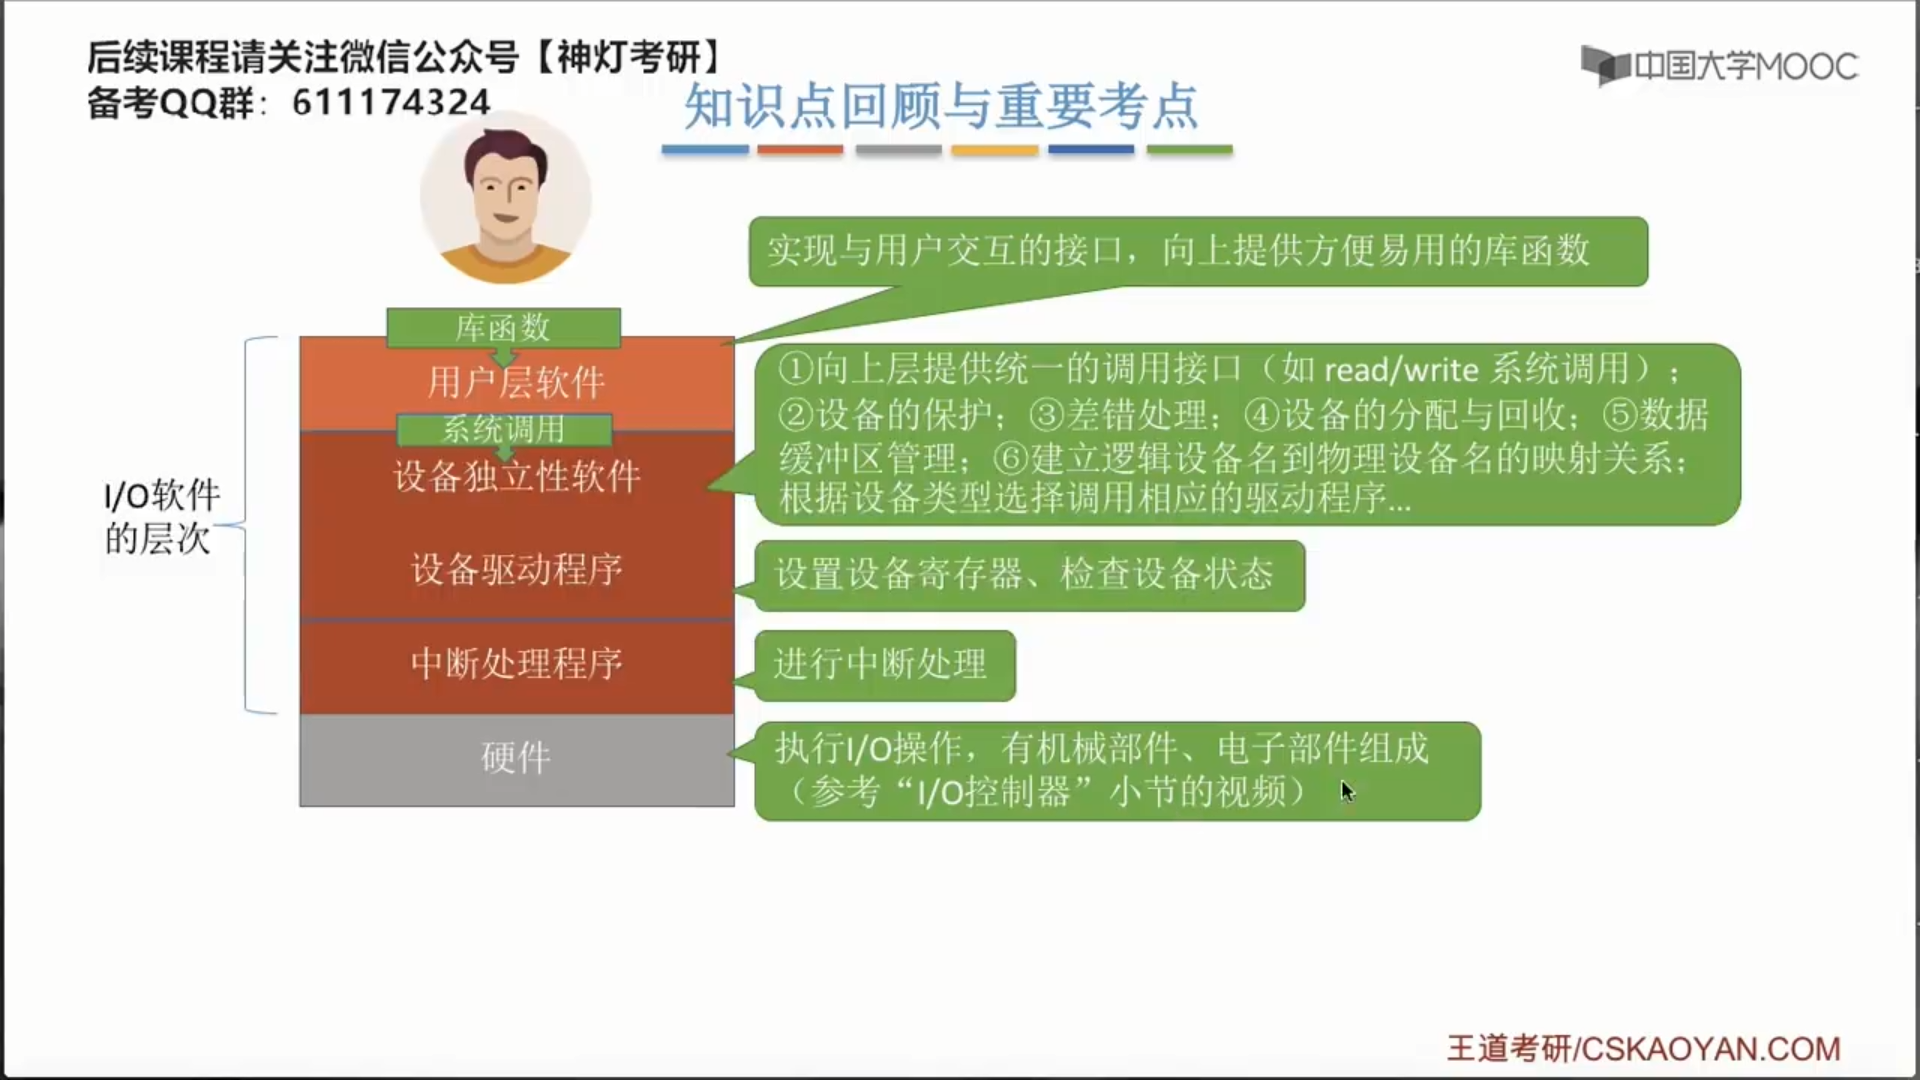 后续课程请关注微信公众号【神灯考研】
备考QQ群：611174324
中国大学MOOC
知识点回顾与重要考点
实现与用户交互的接口，向上提供方便易用的库函数
库函数
用户层软件
系统调用
设备独立性软件
①向上层提供统一的调用接口（如 read/write 系统调用）；
②设备的保护；③差错处理；④设备的分配与回收；⑤数据
缓冲区管理；⑥建立逻辑设备名到物理设备名的映射关系；
根据设备类型选择调用相应的驱动程序…
I/O软件
的层次
设备驱动程序
设置设备寄存器、检查设备状态
中断处理程序
进行中断处理
硬件
执行I/O操作，有机械部件、电子部件组成
（参考“I/O控制器”小节的视频）
王道考研/CSKAOYAN.COM